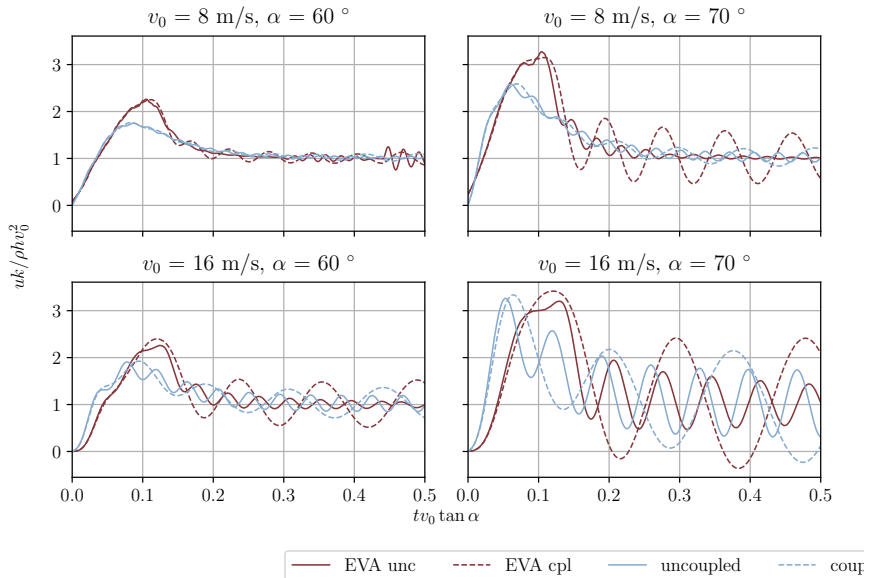 v₀ = 8 m/s, α = 60 °
v₀ = 8 m/s, α = 70 °
3
2
1
0
uk/ρhv₀²
v₀ = 16 m/s, α = 60 °
v₀ = 16 m/s, α = 70 °
3
2
1
0
0.0 0.1 0.2 0.3 0.4 0.5
0.0 0.1 0.2 0.3 0.4 0.5
tv₀ tan α
EVA unc EVA cpl uncoupled coup